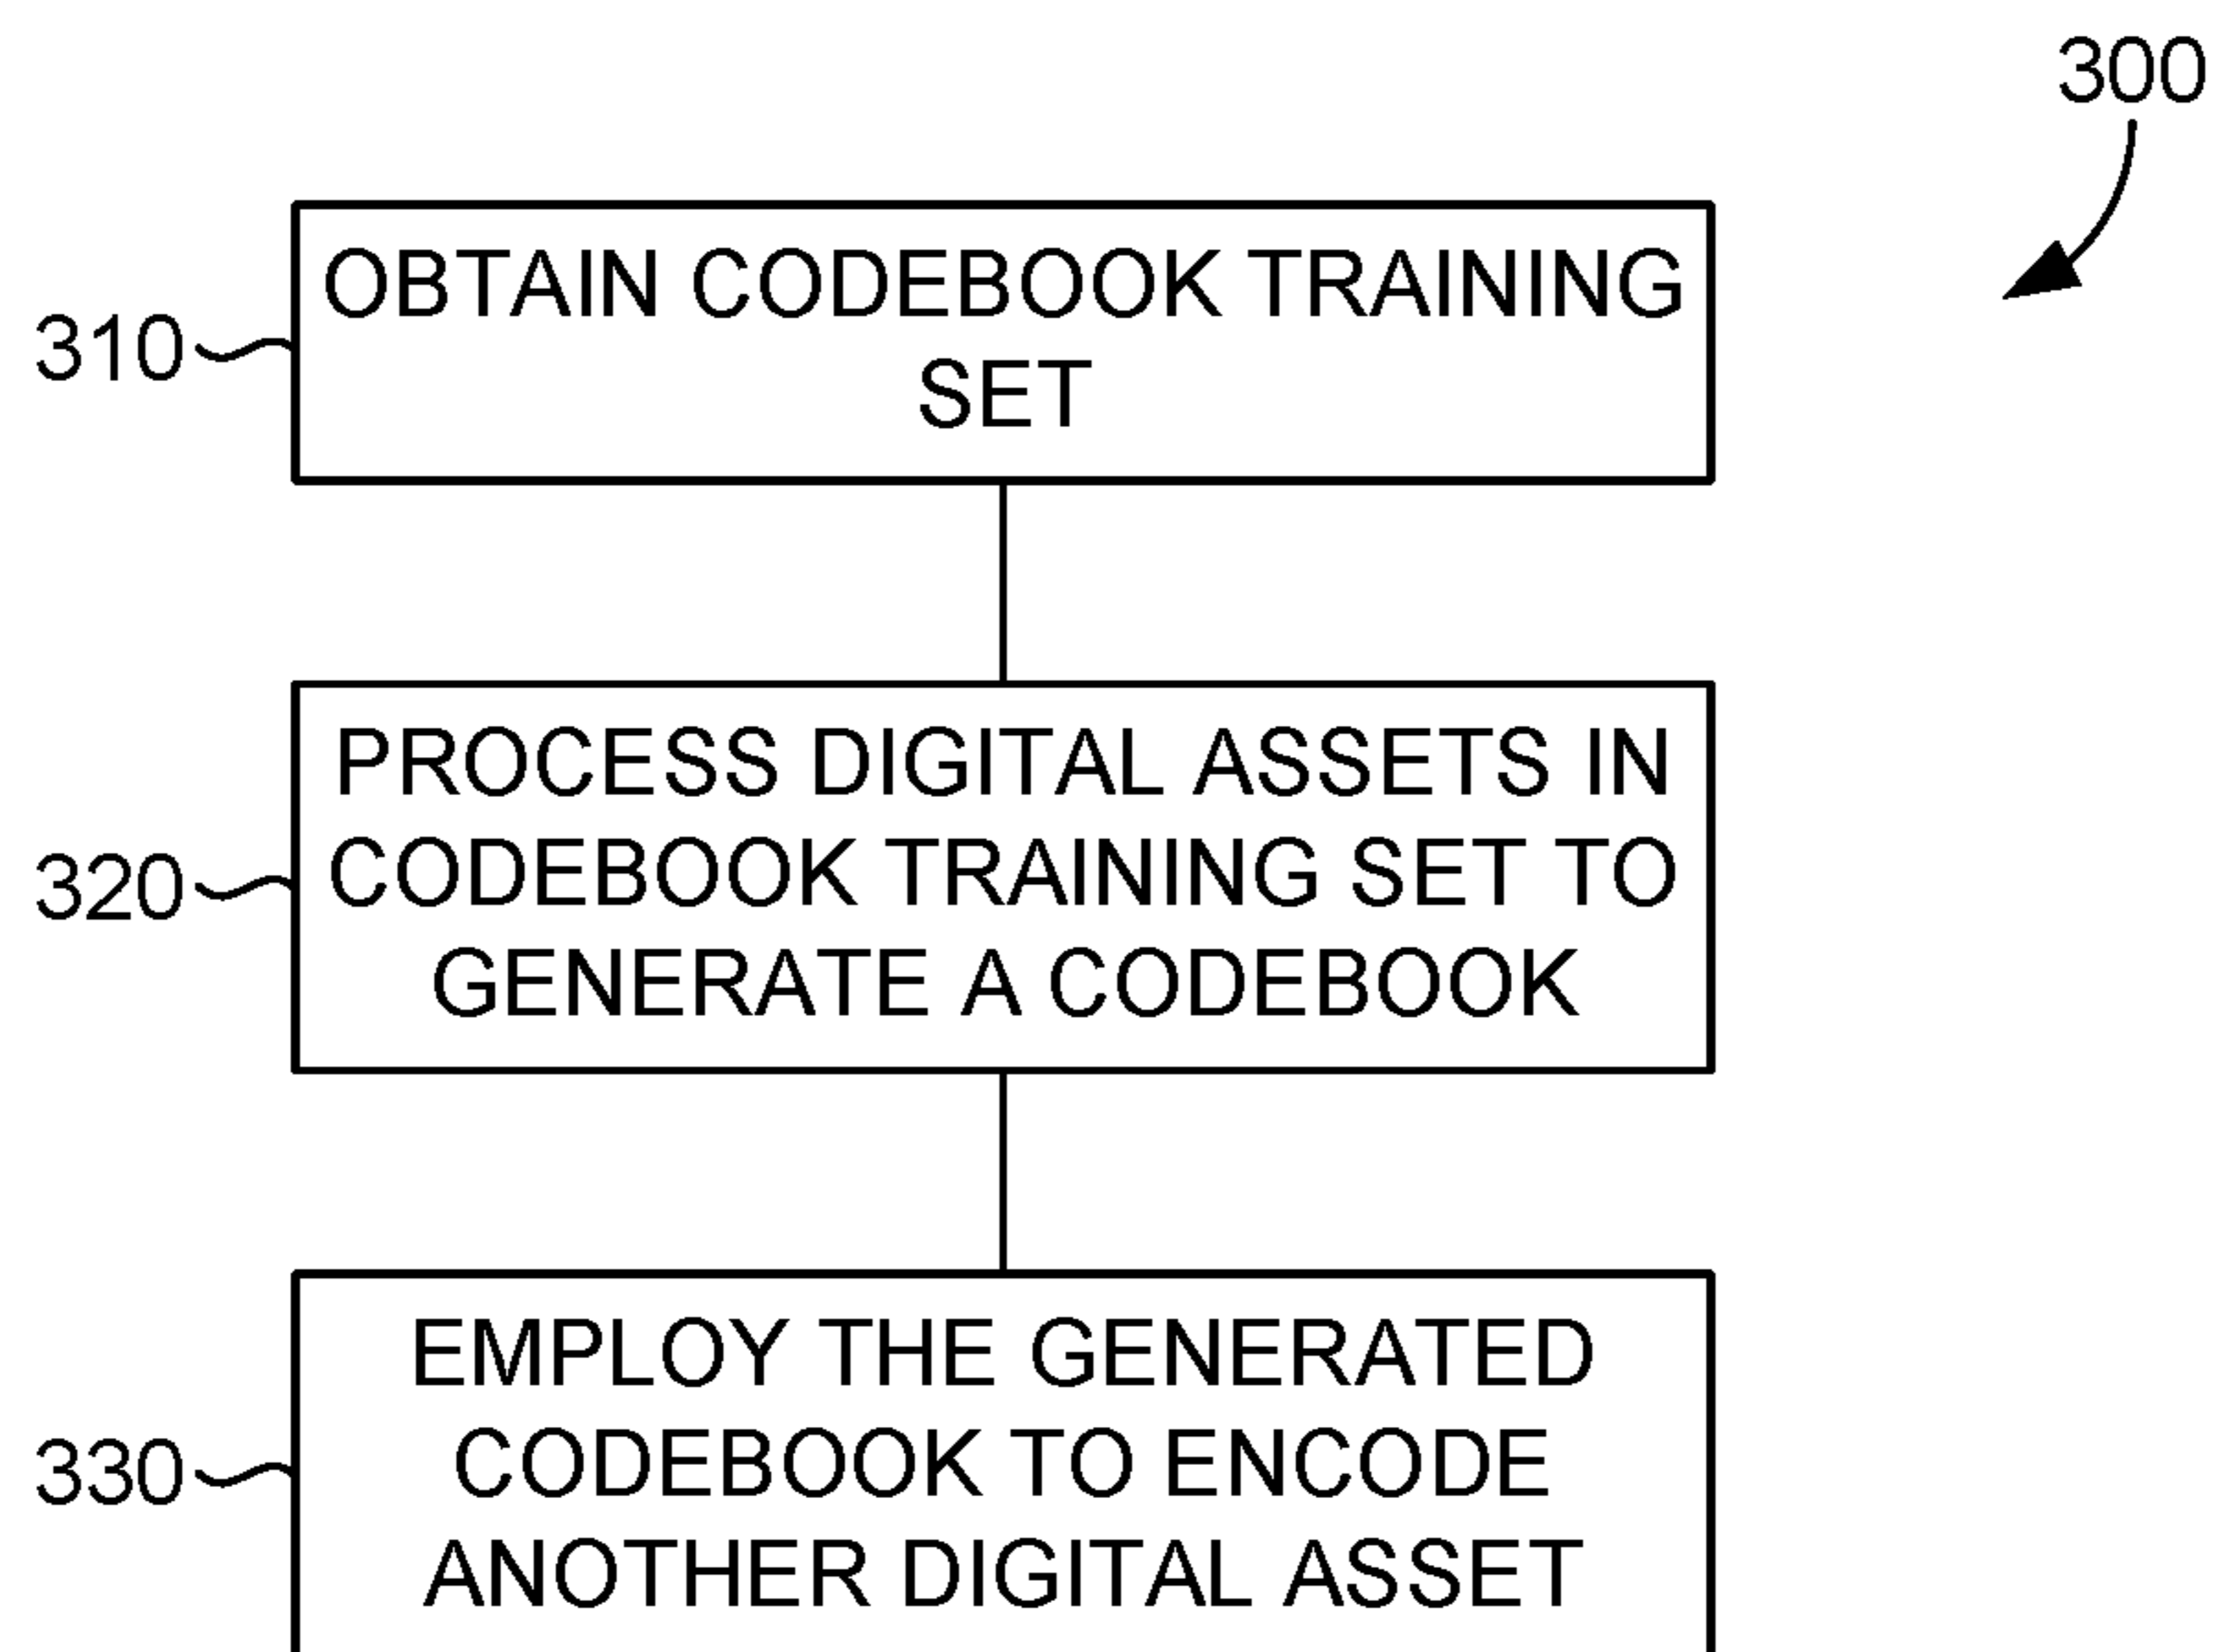 300
OBTAIN CODEBOOK TRAINING
310
SET
PROCESS DIGITAL ASSETS IN
320
CODEBOOK TRAINING SET TO
GENERATE A CODEBOOK
EMPLOY THE GENERATED
330
CODEBOOK TO ENCODE
ANOTHER DIGITAL ASSET